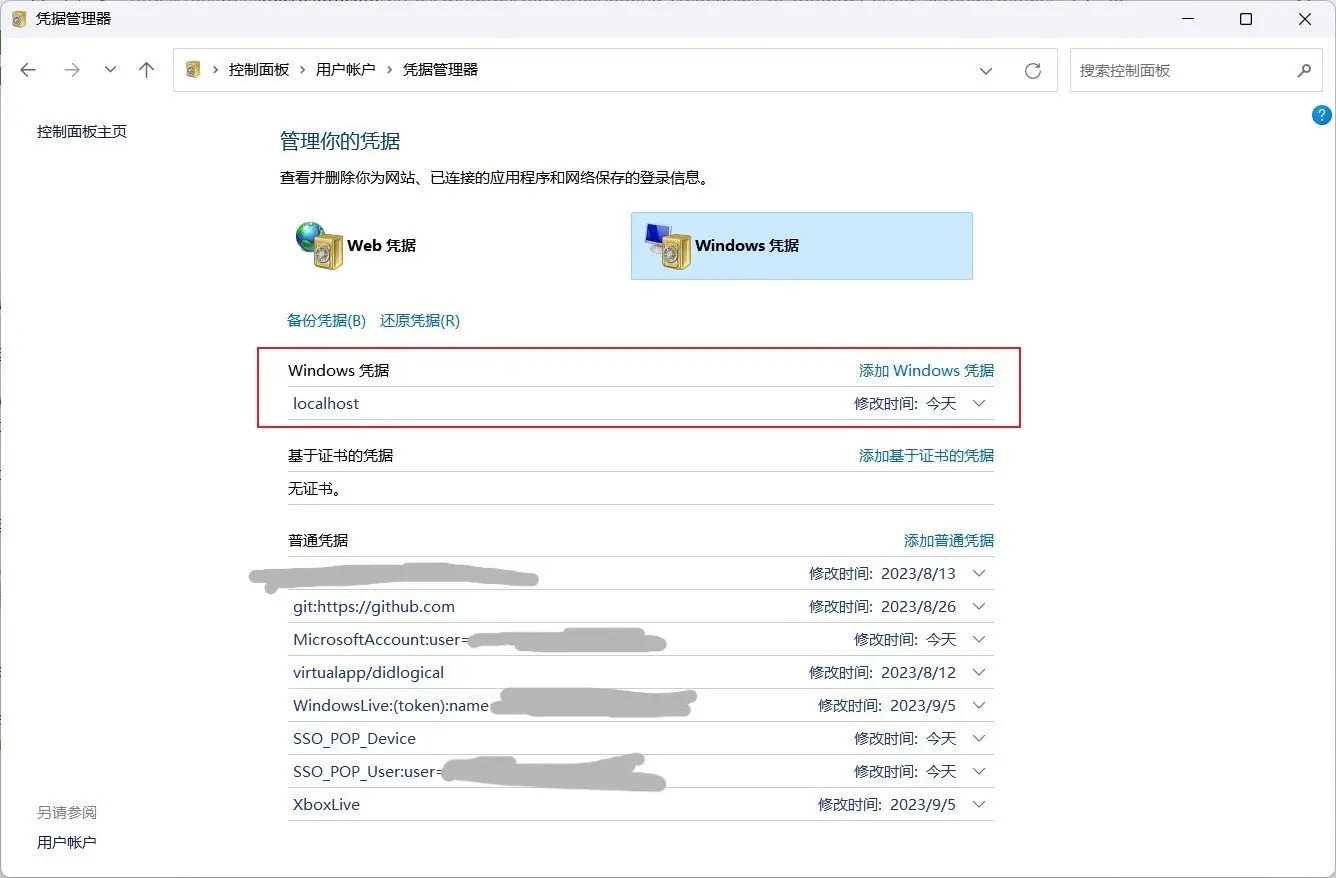 凭据管理器
控制面板 › 用户帐户 › 凭据管理器
搜索控制面板
?
控制面板主页
管理你的凭据
查看并删除你为网站、已连接的应用程序和网络保存的登录信息。
Web 凭据
Windows 凭据
备份凭据(B) 还原凭据(R)
Windows 凭据 添加 Windows 凭据
localhost 修改时间: 今天
基于证书的凭据 添加基于证书的凭据
无证书。
普通凭据 添加普通凭据
修改时间: 2023/8/13
git:https://github.com 修改时间: 2023/8/26
MicrosoftAccount:user= 修改时间: 今天
virtualapp/didlogical 修改时间: 2023/8/12
WindowsLive:(token):name 修改时间: 2023/9/5
SSO_POP_Device 修改时间: 今天
SSO_POP_User:user= 修改时间: 今天
XboxLive 修改时间: 2023/9/5
另请参阅
用户帐户